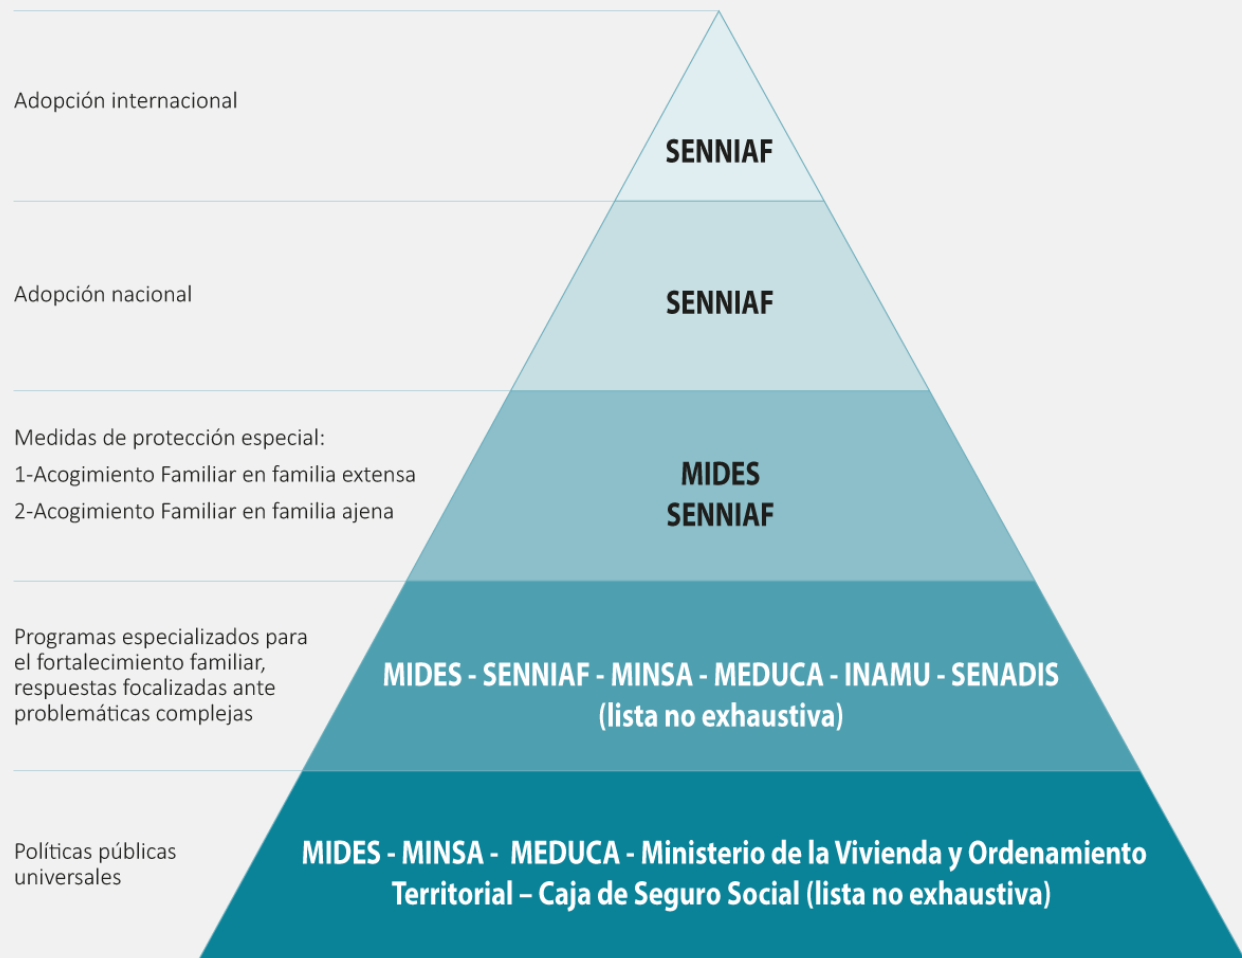 Adopción internacional
SENNIAF
Adopción nacional
SENNIAF
Medidas de protección especial:
1-Acogimiento Familiar en familia extensa
2-Acogimiento Familiar en familia ajena
MIDES
SENNIAF
Programas especializados para
el fortalecimiento familiar,
respuestas focalizadas ante
problemáticas complejas
MIDES - SENNIAF - MINSA - MEDUCA - INAMU - SENADIS
(lista no exhaustiva)
Políticas públicas
universales
MIDES - MINSA -  MEDUCA - Ministerio de la Vivienda y Ordenamiento
Territorial – Caja de Seguro Social (lista no exhaustiva)